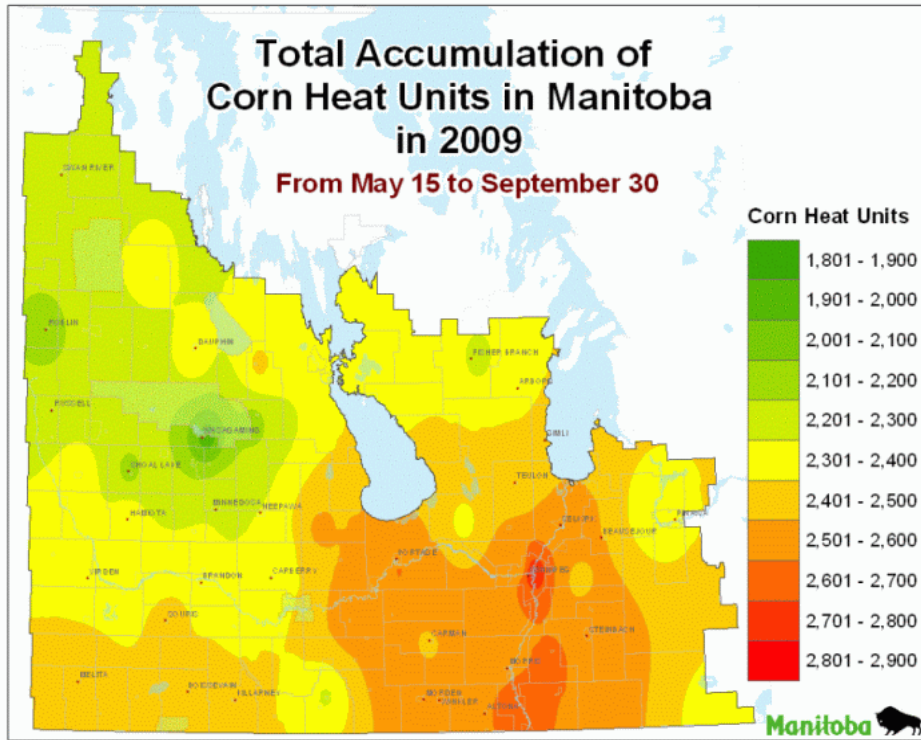 Total Accumulation of
Corn Heat Units in Manitoba
in 2009
From May 15 to September 30
Corn Heat Units
1,801 - 1,900
1,901 - 2,000
2,001 - 2,100
2,101 - 2,200
2,201 - 2,300
2,301 - 2,400
2,401 - 2,500
2,501 - 2,600
2,601 - 2,700
2,701 - 2,800
2,801 - 2,900
SWAN RIVER
ROBLIN
DAUPHIN
FISHER BRANCH
ARBORG
RUSSELL
WASAGAMING
GIMLI
SHOAL LAKE
TEULON
MINNEDOSA
NEEPAWA
HAMIOTA
SELKIRK
BEAUSEJOUR
PINAWA
PORTAGE
VIRDEN
BRANDON
CARBERRY
WINNIPEG
SOURIS
CARMAN
STEINBACH
MORRIS
MELITA
BOISSEVAIN
KILLARNEY
MORDEN
WINKLER
ALTONA
Manitoba